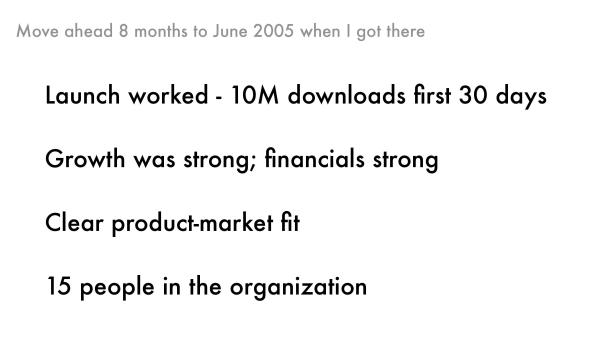 Move ahead 8 months to June 2005 when I got there
Launch worked - 10M downloads first 30 days
Growth was strong; financials strong
Clear product-market fit
15 people in the organization